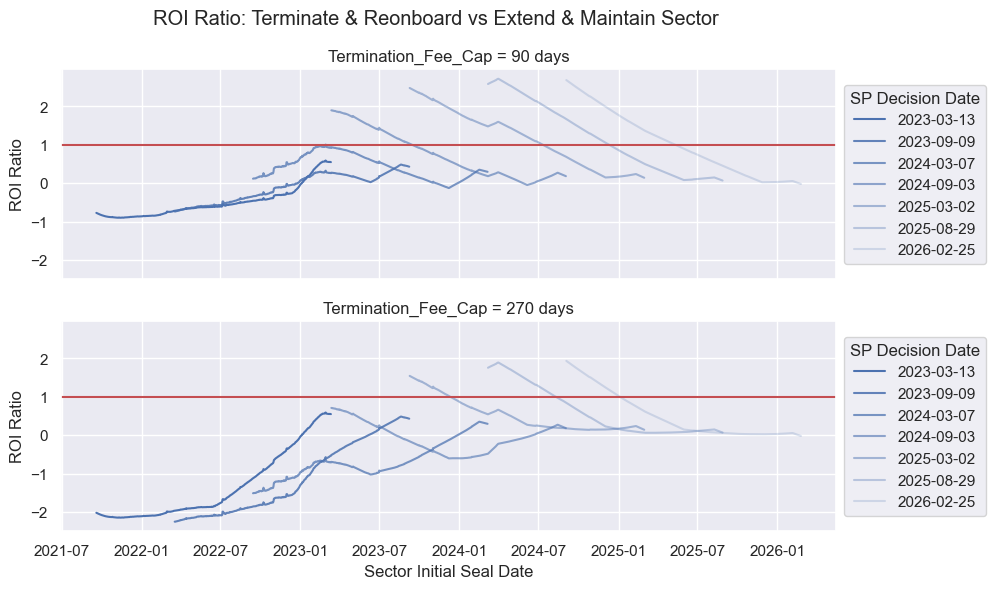 ROI Ratio: Terminate & Reonboard vs Extend & Maintain Sector
Termination_Fee_Cap = 90 days
ROI Ratio
2
1
0
−1
−2
SP Decision Date
2023-03-13
2023-09-09
2024-03-07
2024-09-03
2025-03-02
2025-08-29
2026-02-25
Termination_Fee_Cap = 270 days
ROI Ratio
2
1
0
−1
−2
SP Decision Date
2023-03-13
2023-09-09
2024-03-07
2024-09-03
2025-03-02
2025-08-29
2026-02-25
2021-07 2022-01 2022-07 2023-01 2023-07 2024-01 2024-07 2025-01 2025-07 2026-01
Sector Initial Seal Date